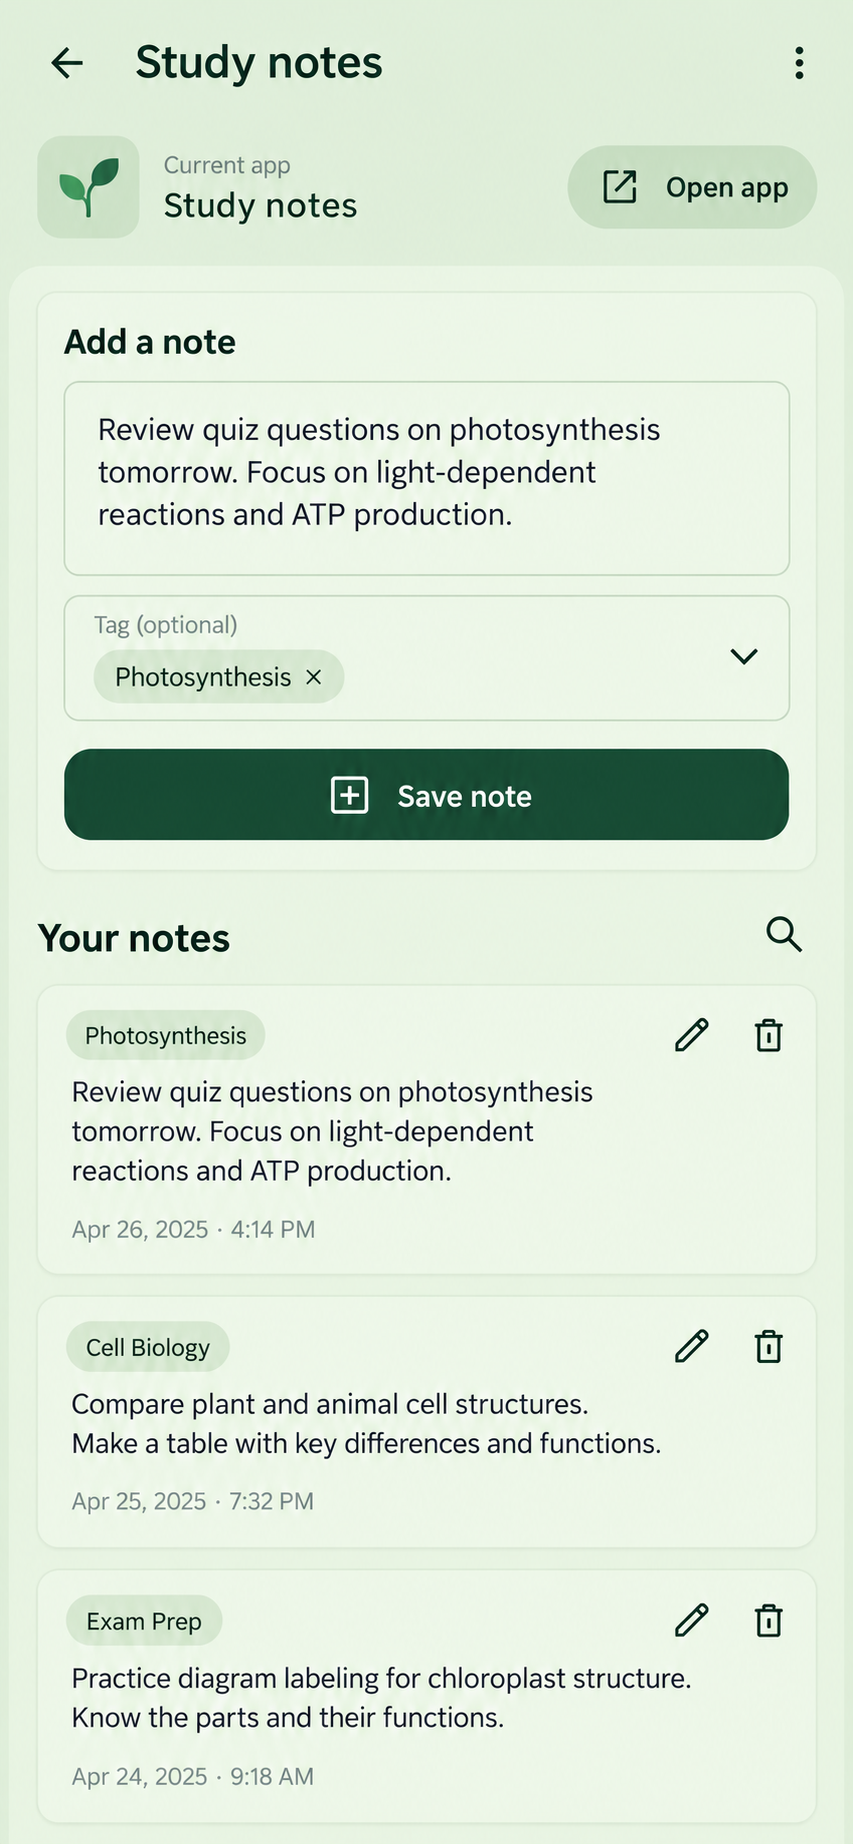 Study notes
Current app
Study notes
Open app
Add a note
Review quiz questions on photosynthesis
tomorrow. Focus on light-dependent
reactions and ATP production.
Tag (optional)
Photosynthesis
Save note
Your notes
Photosynthesis
Review quiz questions on photosynthesis
tomorrow. Focus on light-dependent
reactions and ATP production.
Apr 26, 2025 · 4:14 PM
Cell Biology
Compare plant and animal cell structures.
Make a table with key differences and functions.
Apr 25, 2025 · 7:32 PM
Exam Prep
Practice diagram labeling for chloroplast structure.
Know the parts and their functions.
Apr 24, 2025 · 9:18 AM